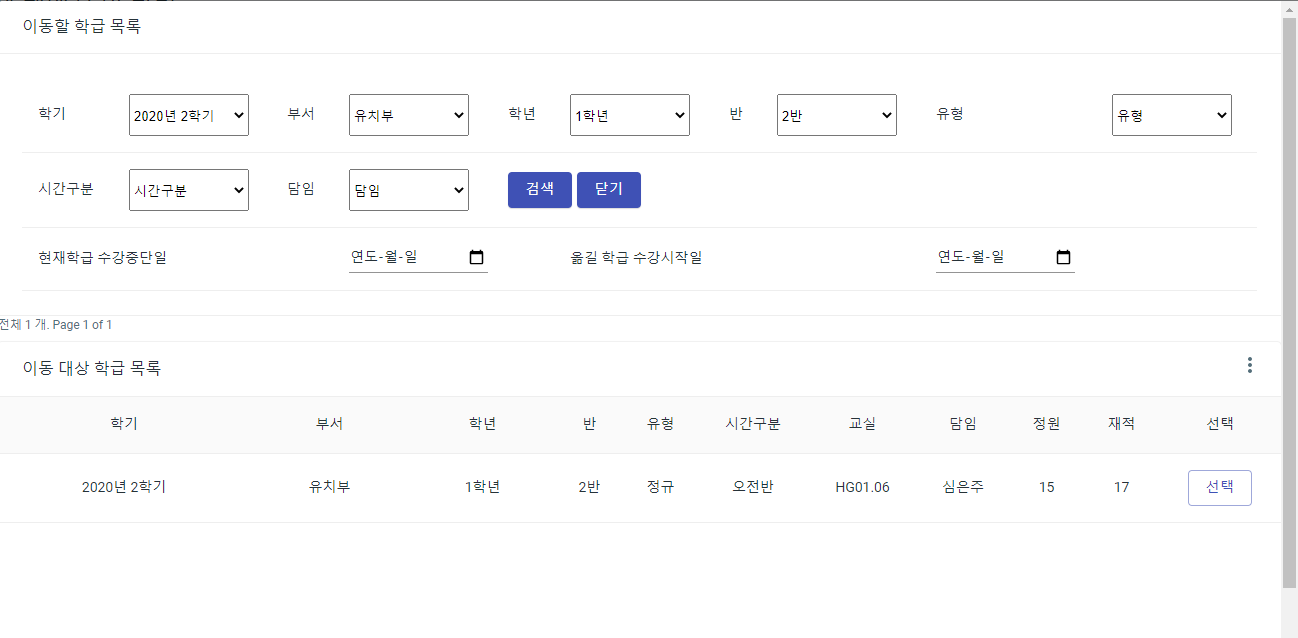 이동할 학급 목록
학기 2020년 2학기 부서 유치부 학년 1학년 반 2반 유형 유형
시간구분 시간구분 담임 담임 검색 닫기
현재학급 수강중단일 연도-월-일 옮길 학급 수강시작일 연도-월-일
전체 1 개. Page 1 of 1
이동 대상 학급 목록
학기 부서 학년 반 유형 시간구분 교실 담임 정원 재적 선택
2020년 2학기 유치부 1학년 2반 정규 오전반 HG01.06 심은주 15 17 선택